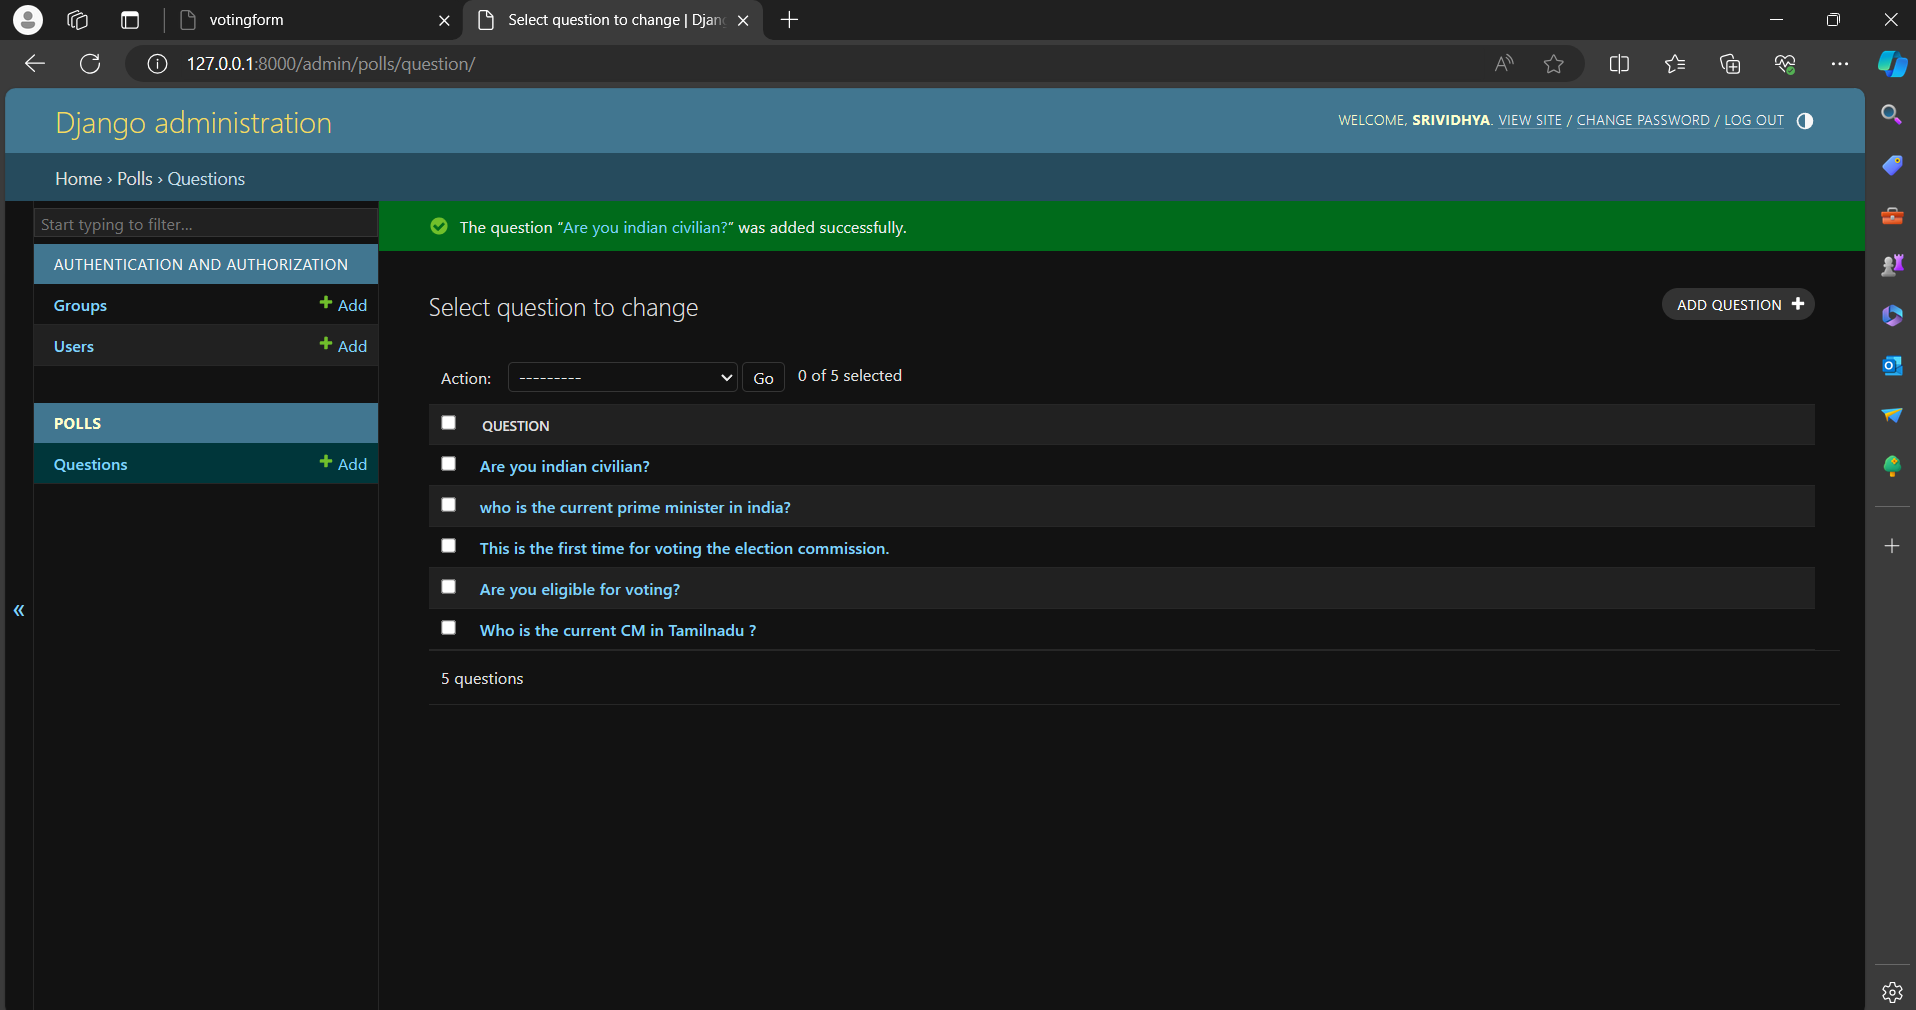 votingform
Select question to change | Djan
127.0.0.1:8000/admin/polls/question/
Django administration
WELCOME, SRIVIDHYA. VIEW SITE / CHANGE PASSWORD / LOG OUT
Home › Polls › Questions
Start typing to filter...
AUTHENTICATION AND AUTHORIZATION
Groups + Add
Users + Add
POLLS
Questions + Add
«
The question “Are you indian civilian?” was added successfully.
Select question to change
ADD QUESTION +
Action: --------- Go 0 of 5 selected
QUESTION
Are you indian civilian?
who is the current prime minister in india?
This is the first time for voting the election commission.
Are you eligible for voting?
Who is the current CM in Tamilnadu ?
5 questions